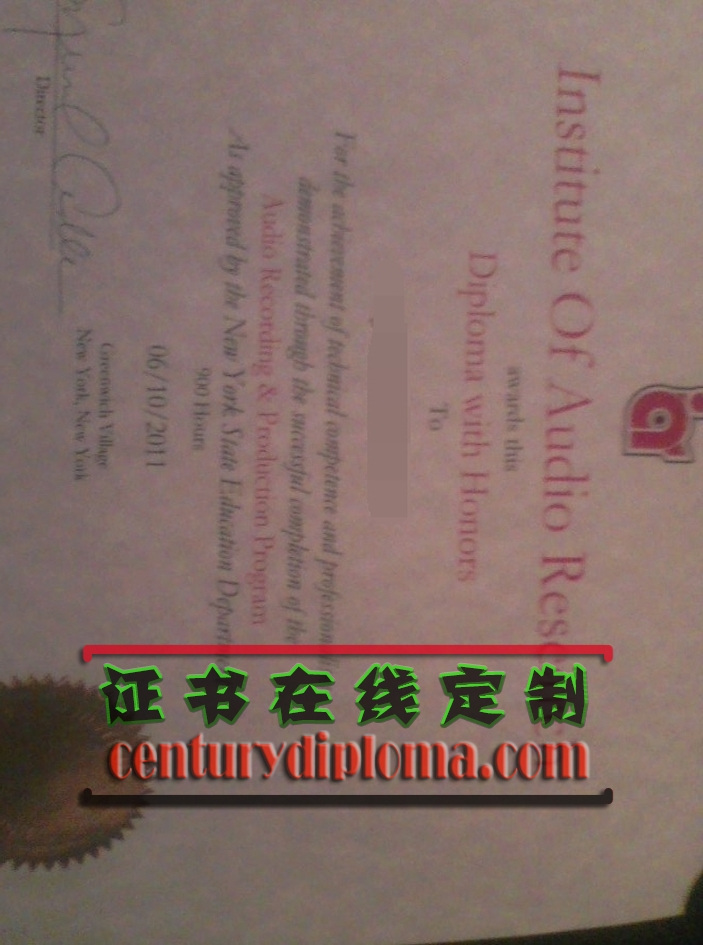 Institute Of Audio
awards this
Diploma with Honors
To
For the achievement of technical competence and
demonstrated through the successful completion of the
Audio Recording & Production Program
As approved by the New York State Education
900 Hours
06/10/2011
Greenwich Village
New York, New York
Director
证书在线定制
centurydiploma.com